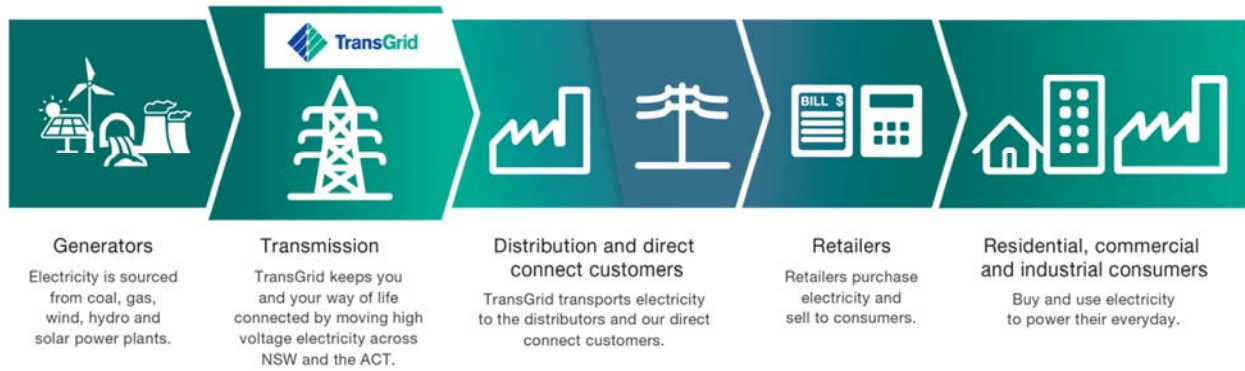 TransGrid
BILL $
Generators
Electricity is sourced
from coal, gas,
wind, hydro and
solar power plants.
Transmission
TransGrid keeps you
and your way of life
connected by moving high
voltage electricity across
NSW and the ACT.
Distribution and direct
connect customers
TransGrid transports electricity
to the distributors and our direct
connect customers.
Retailers
Retailers purchase
electricity and
sell to consumers.
Residential, commercial
and industrial consumers
Buy and use electricity
to power their everyday.